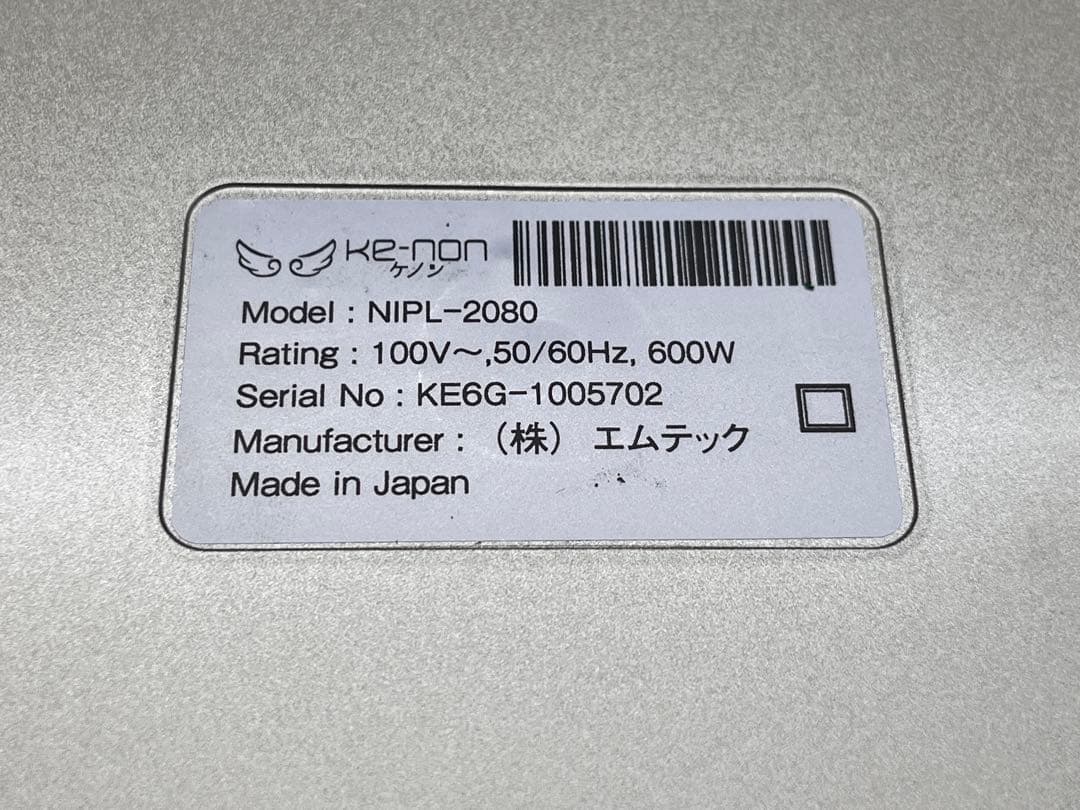 ke-non
ケノン
Model : NIPL-2080
Rating : 100V～,50/60Hz, 600W
Serial No : KE6G-1005702
Manufacturer : （株） エムテック
Made in Japan